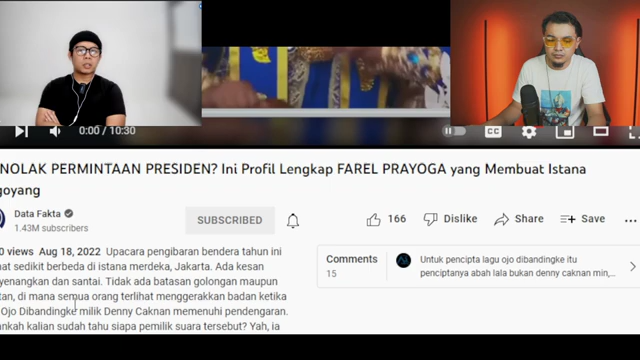 0:00 / 10:30
CC
NOLAK PERMINTAAN PRESIDEN? Ini Profil Lengkap FAREL PRAYOGA yang Membuat Istana
goyang
Data Fakta
1.43M subscribers
SUBSCRIBED
166
Dislike
Share
Save
0 views Aug 18, 2022 Upacara pengibaran bendera tahun ini
at sedikit berbeda di istana merdeka, Jakarta. Ada kesan
yenangkan dan santai. Tidak ada batasan golongan maupun
tan, di mana semua orang terlihat menggerakkan badan ketika
Ojo Dibandingke milik Denny Caknan memenuhi pendengaran.
ankah kalian sudah tahu siapa pemilik suara tersebut? Yah, ia
Comments
15
Untuk pencipta lagu ojo dibandingke itu
penciptanya abah lala bukan denny caknan min,...